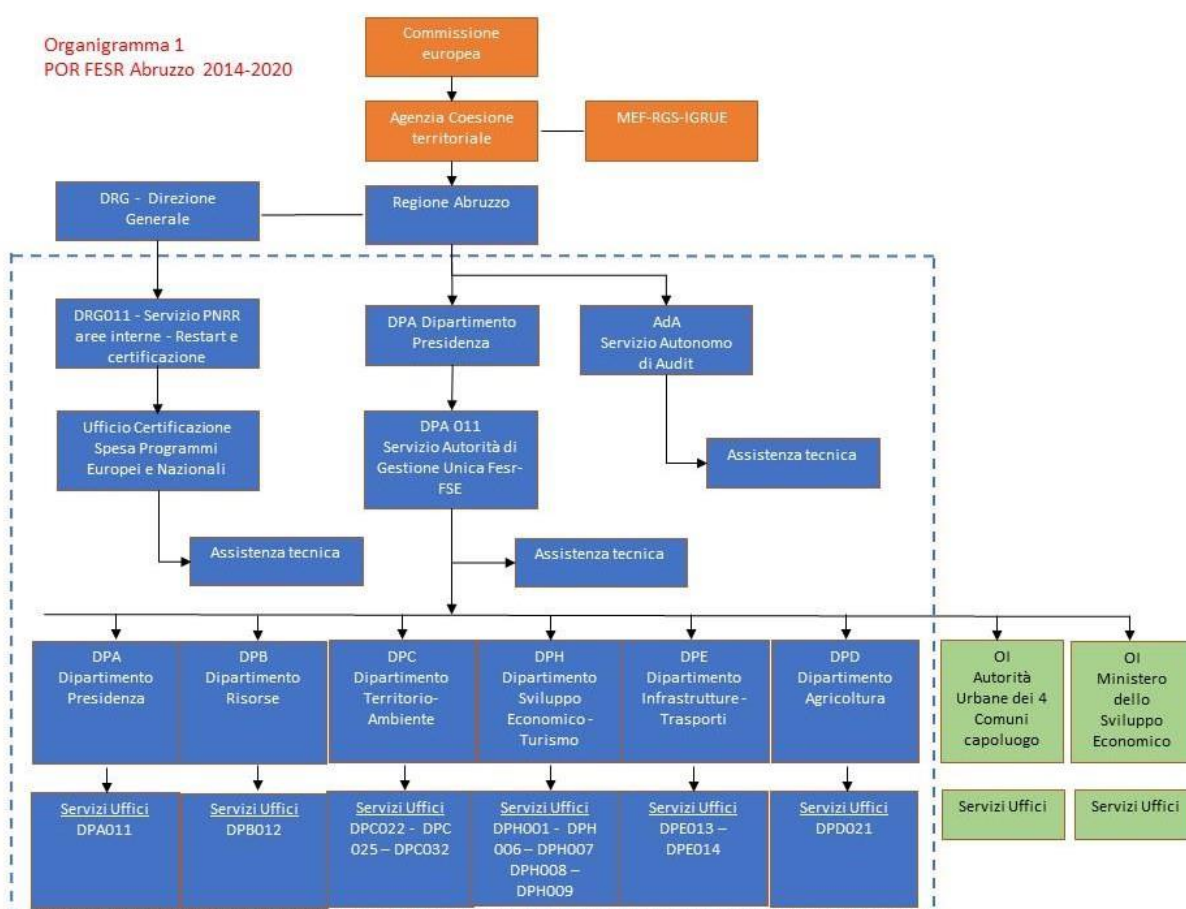 Organigramma 1
POR FESR Abruzzo 2014-2020
Commissione
europea
Agenzia Coesione
territoriale
MEF-RGS-IGRUE
DRG - Direzione
Generale
Regione Abruzzo
DRG011 - Servizio PNRR
aree interne - Restart e
certificazione
DPA Dipartimento
Presidenza
AdA
Servizio Autonomo
di Audit
Ufficio Certificazione
Spesa Programmi
Europei e Nazionali
DPA 011
Servizio Autorità di
Gestione Unica Fesr-
FSE
Assistenza tecnica
Assistenza tecnica
Assistenza tecnica
DPA
Dipartimento
Presidenza
DPB
Dipartimento
Risorse
DPC
Dipartimento
Territorio-
Ambiente
DPH
Dipartimento
Sviluppo
Economico -
Turismo
DPE
Dipartimento
Infrastrutture -
Trasporti
DPD
Dipartimento
Agricoltura
OI
Autorità
Urbane dei 4
Comuni
capoluogo
OI
Ministero
dello
Sviluppo
Economico
Servizi Uffici
DPA011
Servizi Uffici
DPB012
Servizi Uffici
DPC022 - DPC
025 – DPC032
Servizi Uffici
DPH001 - DPH
006 – DPH007
DPH008 –
DPH009
Servizi Uffici
DPE013 –
DPE014
Servizi Uffici
DPD021
Servizi Uffici
Servizi Uffici